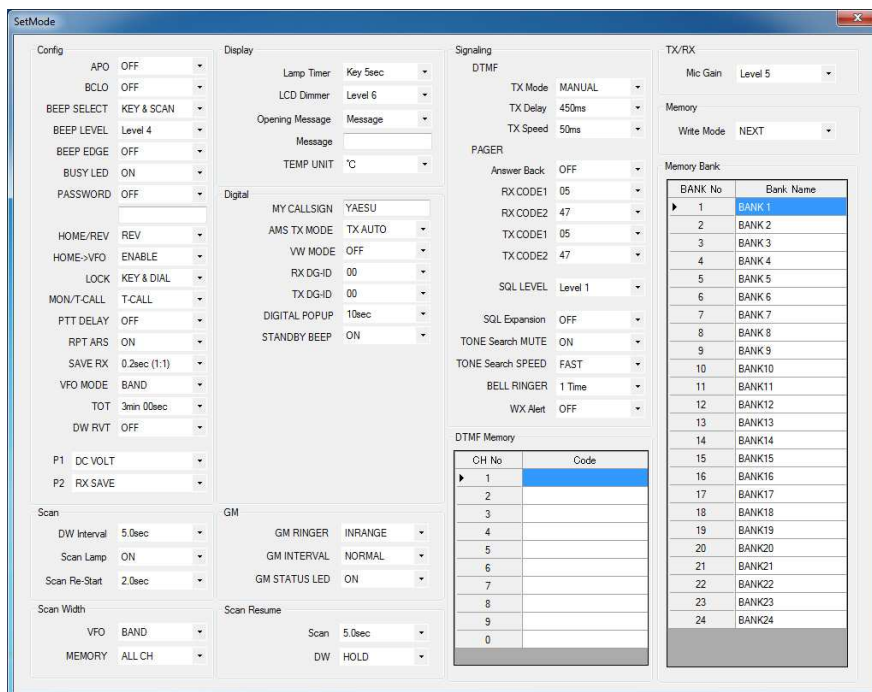 SetMode
Config
APO OFF
BCLO OFF
BEEP SELECT KEY & SCAN
BEEP LEVEL Level 4
BEEP EDGE OFF
BUSY LED ON
PASSWORD OFF
HOME/REV REV
HOME->VFO ENABLE
LOCK KEY & DIAL
MON/T-CALL T-CALL
PTT DELAY OFF
RPT ARS ON
SAVE RX 0.2sec (1:1)
VFO MODE BAND
TOT 3min 00sec
DW RVT OFF
P1 DC VOLT
P2 RX SAVE
Scan
DW Interval 5.0sec
Scan Lamp ON
Scan Re-Start 2.0sec
Scan Width
VFO BAND
MEMORY ALL CH
Display
Lamp Timer Key 5sec
LCD Dimmer Level 6
Opening Message Message
Message
TEMP UNIT °C
Digital
MY CALLSIGN YAESU
AMS TX MODE TX AUTO
VW MODE OFF
RX DG-ID 00
TX DG-ID 00
DIGITAL POPUP 10sec
STANDBY BEEP ON
GM
GM RINGER INRANGE
GM INTERVAL NORMAL
GM STATUS LED ON
Scan Resume
Scan 5.0sec
DW HOLD
Signaling
DTMF
TX Mode MANUAL
TX Delay 450ms
TX Speed 50ms
PAGER
Answer Back OFF
RX CODE1 05
RX CODE2 47
TX CODE1 05
TX CODE2 47
SQL LEVEL Level 1
SQL Expansion OFF
TONE Search MUTE ON
TONE Search SPEED FAST
BELL RINGER 1 Time
WX Alert OFF
DTMF Memory
CH No Code
1
2
3
4
5
6
7
8
9
0
TX/RX
Mic Gain Level 5
Memory
Write Mode NEXT
Memory Bank
BANK No Bank Name
1 BANK 1
2 BANK 2
3 BANK 3
4 BANK 4
5 BANK 5
6 BANK 6
7 BANK 7
8 BANK 8
9 BANK 9
10 BANK10
11 BANK11
12 BANK12
13 BANK13
14 BANK14
15 BANK15
16 BANK16
17 BANK17
18 BANK18
19 BANK19
20 BANK20
21 BANK21
22 BANK22
23 BANK23
24 BANK24